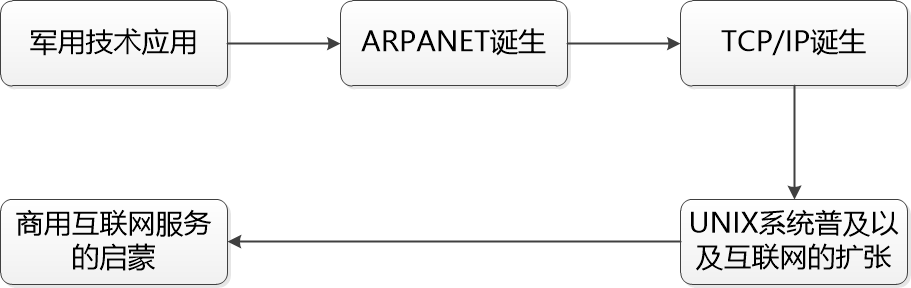 军用技术应用
ARPANET诞生
TCP/IP诞生
UNIX系统普及以
及互联网的扩张
商用互联网服务
的启蒙